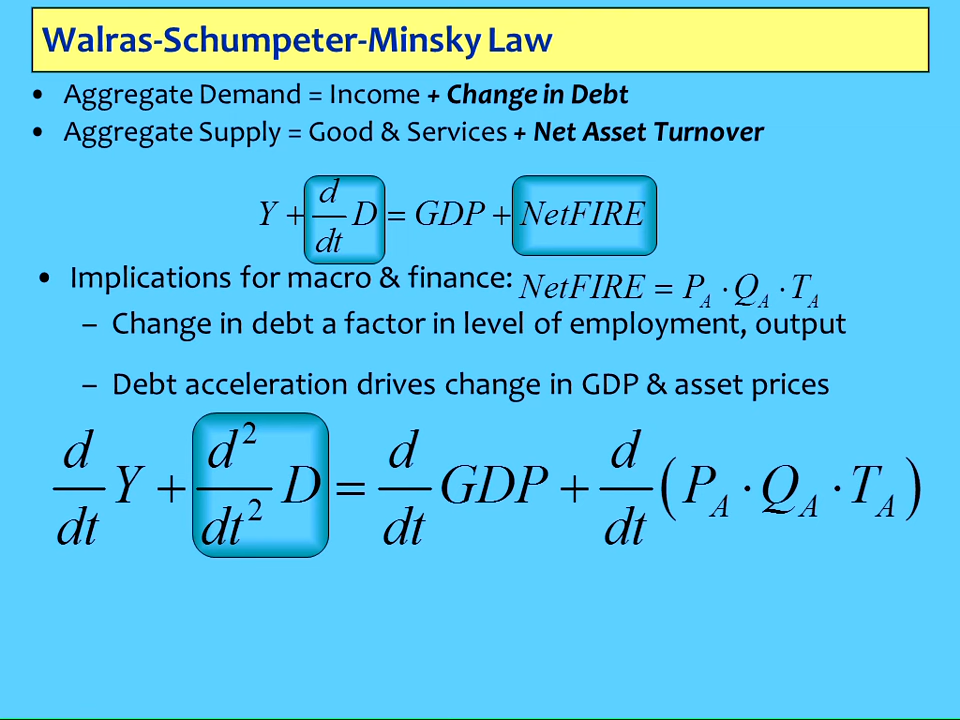 Walras-Schumpeter-Minsky Law
• Aggregate Demand = Income + Change in Debt
• Aggregate Supply = Good & Services + Net Asset Turnover
Y + d/dt D = GDP + NetFIRE
• Implications for macro & finance: NetFIRE = P_A · Q_A · T_A
– Change in debt a factor in level of employment, output
– Debt acceleration drives change in GDP & asset prices
d/dt Y + d²/dt² D = d/dt GDP + d/dt (P_A · Q_A · T_A)